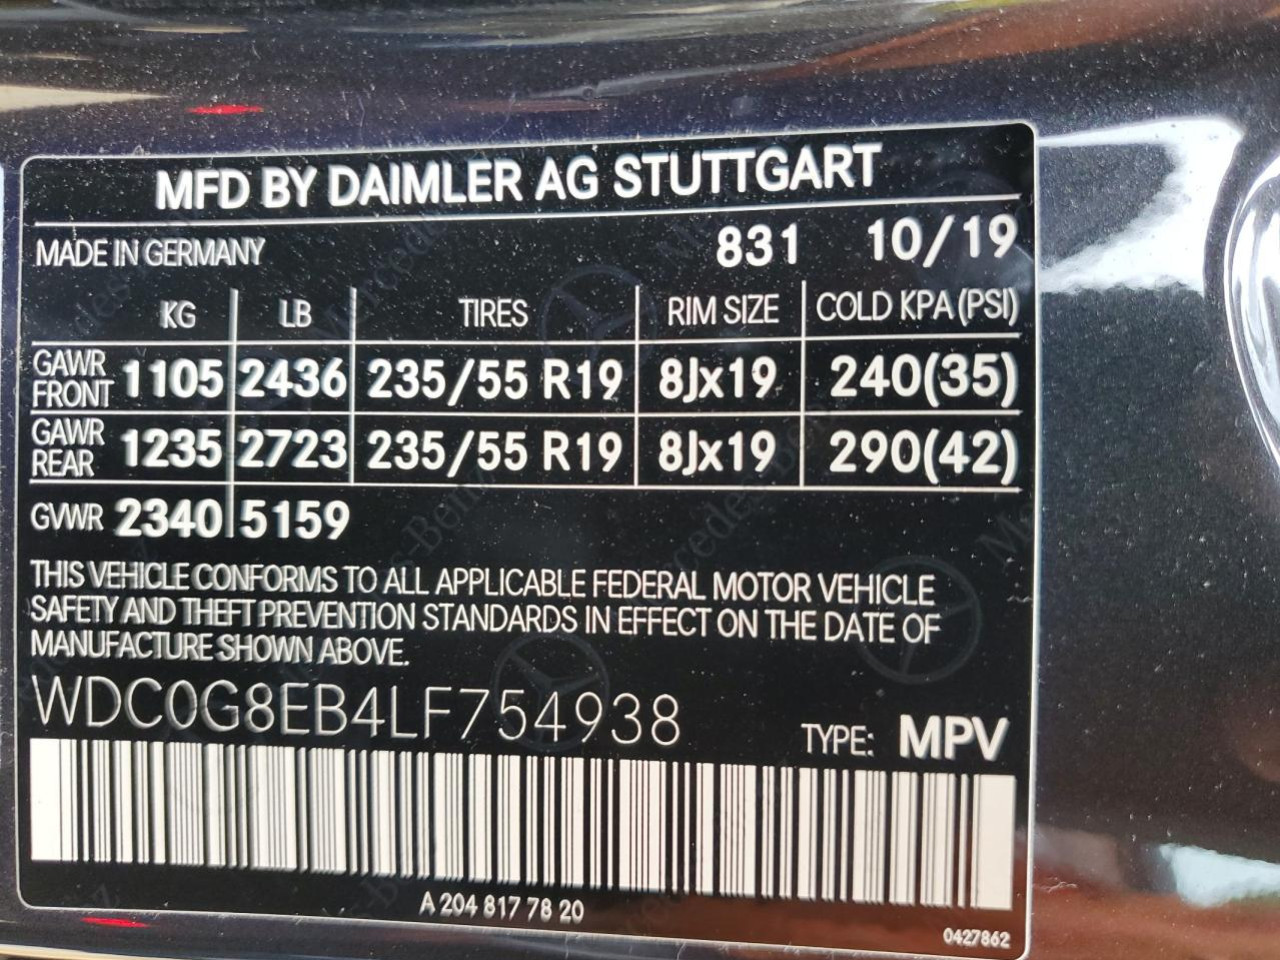 MFD BY DAIMLER AG STUTTGART
MADE IN GERMANY 831 10/19
KG LB TIRES RIM SIZE COLD KPA (PSI)
GAWR FRONT 1105 2436 235/55 R19 8Jx19 240(35)
GAWR REAR 1235 2723 235/55 R19 8Jx19 290(42)
GVWR 2340 5159
THIS VEHICLE CONFORMS TO ALL APPLICABLE FEDERAL MOTOR VEHICLE
SAFETY AND THEFT PREVENTION STANDARDS IN EFFECT ON THE DATE OF
MANUFACTURE SHOWN ABOVE.
WDC0G8EB4LF754938
TYPE: MPV
A 204 817 78 20
0427862